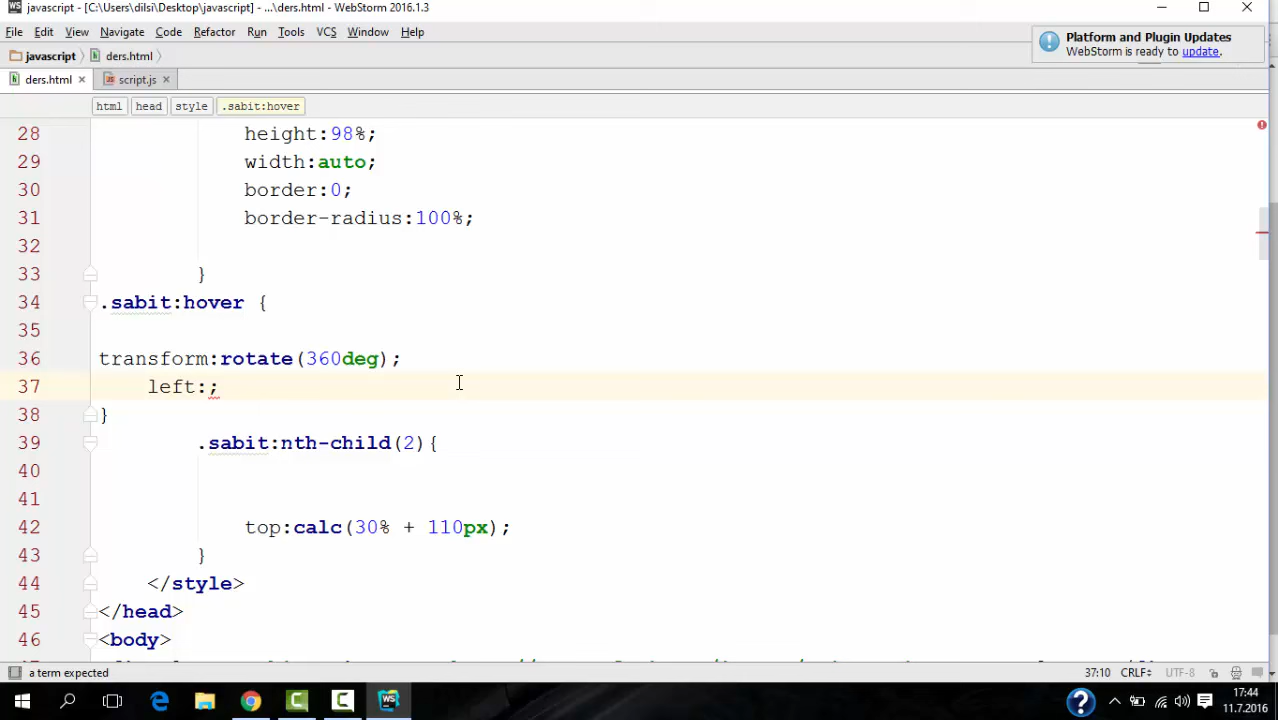 javascript - [C:\Users\dilsi\Desktop\javascript] - ...\ders.html - WebStorm 2016.1.3
File Edit View Navigate Code Refactor Run Tools VCS Window Help
Platform and Plugin Updates
WebStorm is ready to update.
javascript ders.html
ders.html script.js
html head style .sabit:hover
28 height:98%;
29 width:auto;
30 border:0;
31 border-radius:100%;
32
33 }
34 .sabit:hover {
35
36 transform:rotate(360deg);
37 left:;
38 }
39 .sabit:nth-child(2){
40
41
42 top:calc(30% + 110px);
43 }
44 </style>
45 </head>
46 <body>
a term expected 37:10 CRLF UTF-8
17:44
11.7.2016